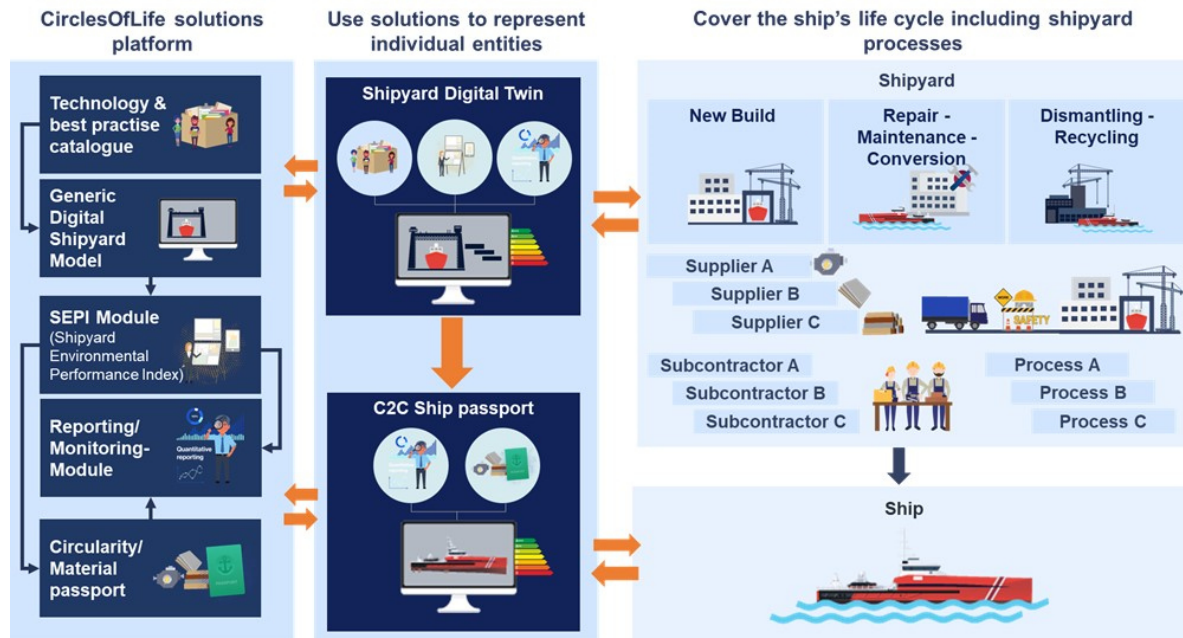 CirclesOfLife solutions
platform
Technology &
best practise
catalogue
Generic
Digital
Shipyard
Model
SEPI Module
(Shipyard
Environmental
Performance Index)
Reporting/
Monitoring-
Module
Quantitative
reporting
Circularity/
Material
passport
Use solutions to represent
individual entities
Shipyard Digital Twin
C2C Ship passport
Cover the ship's life cycle including shipyard
processes
Shipyard
New Build
Repair -
Maintenance -
Conversion
Dismantling -
Recycling
Supplier A
Supplier B
Supplier C
SAFETY
Subcontractor A
Subcontractor B
Subcontractor C
Process A
Process B
Process C
Ship